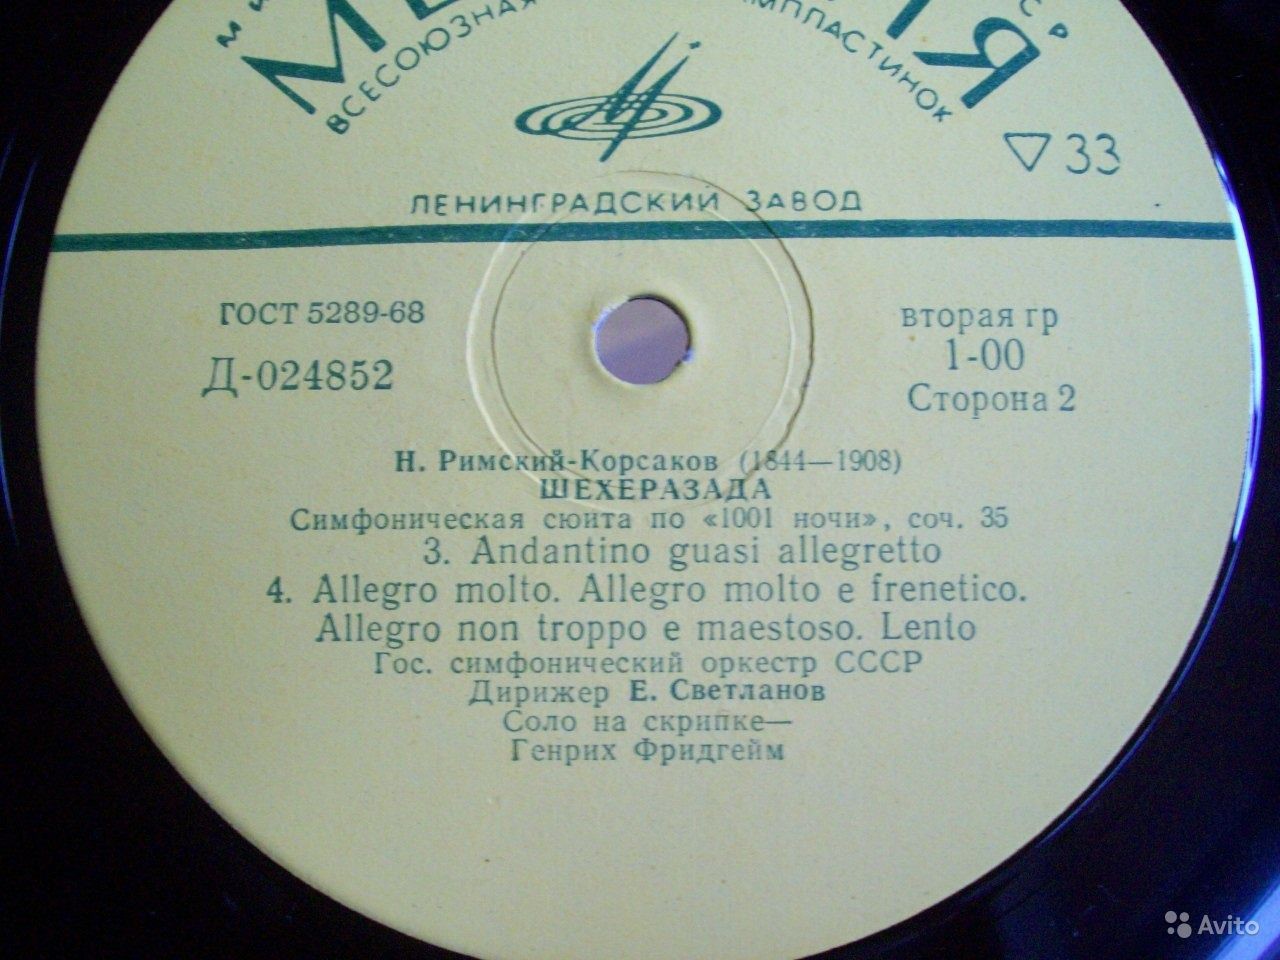 ВСЕСОЮЗНАЯ
ЛЕНИНГРАДСКИЙ ЗАВОД
33
ГОСТ 5289-68
Д-024852
вторая гр
1-00
Сторона 2
Н. Римский-Корсаков (1844—1908)
ШЕХЕРАЗАДА
Симфоническая сюита по «1001 ночи», соч. 35
3. Andantino guasi allegretto
4. Allegro molto. Allegro molto e frenetico.
Allegro non troppo e maestoso. Lento
Гос. симфонический оркестр СССР
Дирижер Е. Светланов
Соло на скрипке—
Генрих Фридгейм
Avito